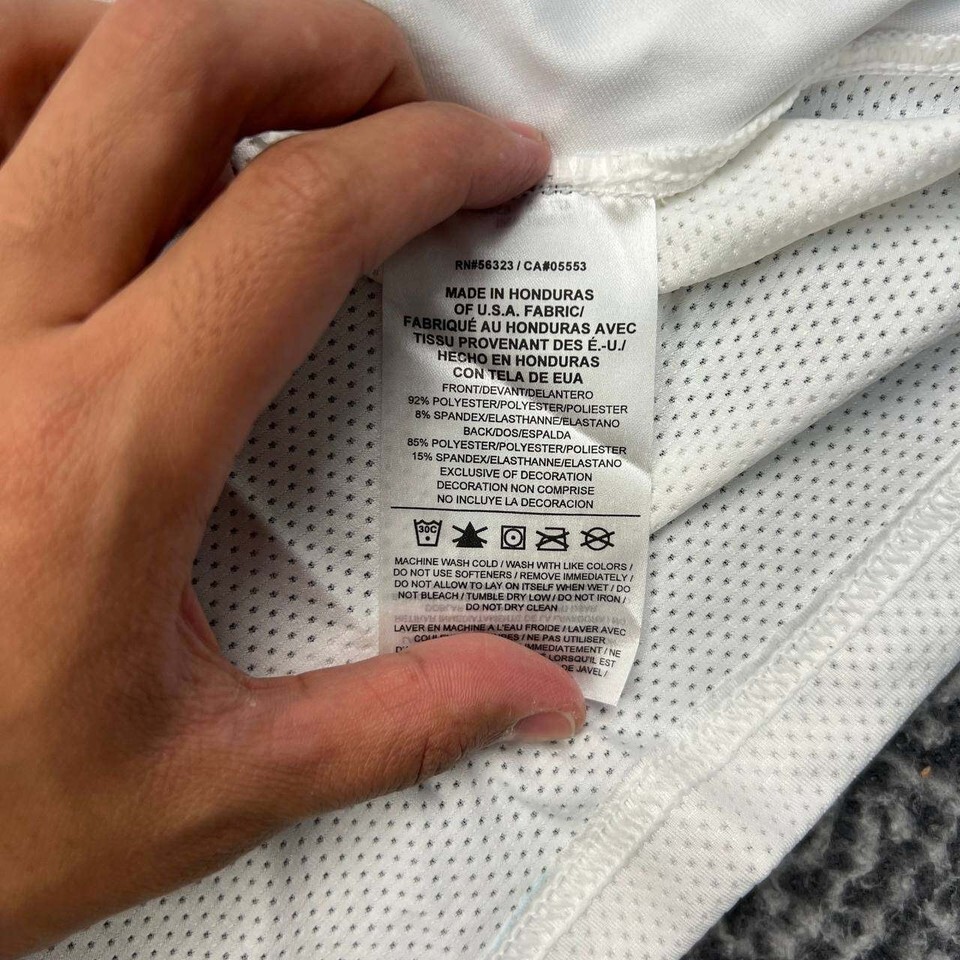 RN#56323 / CA#05553
MADE IN HONDURAS
OF U.S.A. FABRIC/
FABRIQUÉ AU HONDURAS AVEC
TISSU PROVENANT DES É.-U./
HECHO EN HONDURAS
CON TELA DE EUA
FRONT/DEVANT/DELANTERO
92% POLYESTER/POLYESTER/POLIESTER
8% SPANDEX/ELASTHANNE/ELASTANO
BACK/DOS/ESPALDA
85% POLYESTER/POLYESTER/POLIESTER
15% SPANDEX/ELASTHANNE/ELASTANO
EXCLUSIVE OF DECORATION
DECORATION NON COMPRISE
NO INCLUYE LA DECORACION
30C
MACHINE WASH COLD / WASH WITH LIKE COLORS /
DO NOT USE SOFTENERS / REMOVE IMMEDIATELY /
DO NOT ALLOW TO LAY ON ITSELF WHEN WET / DO
NOT BLEACH / TUMBLE DRY LOW / DO NOT IRON /
DO NOT DRY CLEAN
LAVER EN MACHINE A L'EAU FROIDE / LAVER AVEC
/ NE PAS UTILISER
IMMEDIATEMENT / NE
LORSQU'IL EST
DE JAVEL /